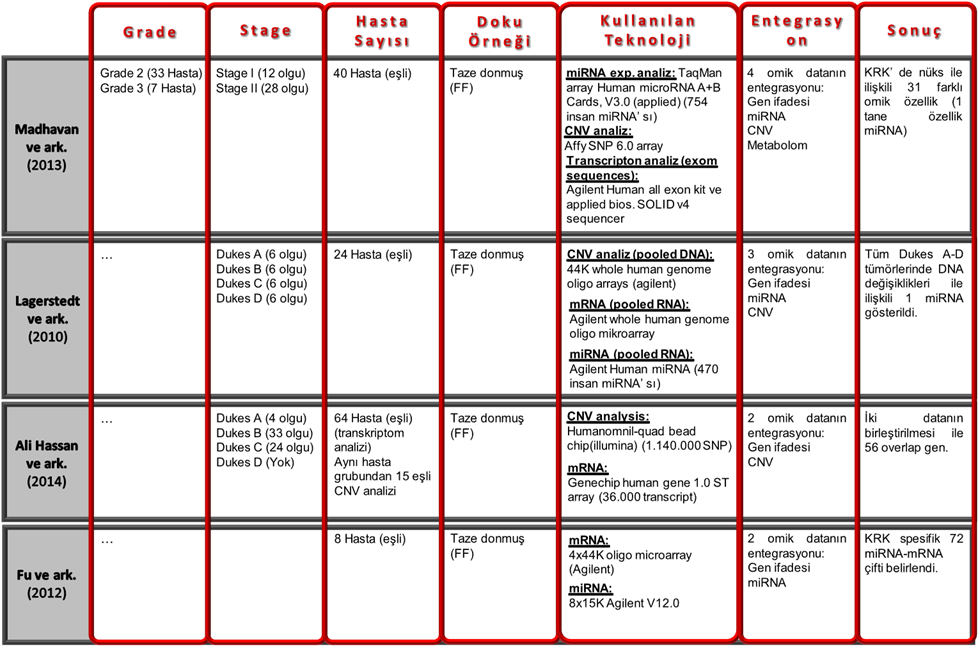 Grade
Stage
Hasta
Sayısı
Doku
Örneği
Kullanılan
Teknoloji
Entegrasy
on
Sonuç
Madhavan
ve ark.
(2013)
Grade 2 (33 Hasta)
Grade 3 (7 Hasta)
Stage I (12 olgu)
Stage II (28 olgu)
40 Hasta (eşli)
Taze donmuş
(FF)
miRNA exp. analiz: TaqMan
array Human microRNA A+B
Cards, V3.0 (applied) (754
insan miRNA' sı)
CNV analiz:
Affy SNP 6.0 array
Transcripton analiz (exom
sequences):
Agilent Human all exon kit ve
applied bios. SOLID v4
sequencer
4 omik datanın
entegrasyonu:
Gen ifadesi
miRNA
CNV
Metabolom
KRK' de nüks ile
ilişkili 31 farklı
omik özellik (1
tane özellik
miRNA)
Lagerstedt
ve ark.
(2010)
…
Dukes A (6 olgu)
Dukes B (6 olgu)
Dukes C (6 olgu)
Dukes D (6 olgu)
24 Hasta (eşli)
Taze donmuş
(FF)
CNV analiz (pooled DNA):
44K whole human genome
oligo arrays (agilent)
mRNA (pooled RNA):
Agilent whole human genome
oligo mikroarray
miRNA (pooled RNA):
Agilent Human miRNA (470
insan miRNA' sı)
3 omik datanın
entegrasyonu:
Gen ifadesi
miRNA
CNV
Tüm Dukes A-D
tümörlerinde DNA
değişiklikleri ile
ilişkili 1 miRNA
gösterildi.
Ali Hassan
ve ark.
(2014)
…
Dukes A (4 olgu)
Dukes B (33 olgu)
Dukes C (24 olgu)
Dukes D (Yok)
64 Hasta (eşli)
(transkriptom
analizi)
Aynı hasta
grubundan 15 eşli
CNV analizi
Taze donmuş
(FF)
CNV analysis:
Humanomnil-quad bead
chip(illumina) (1.140.000 SNP)
mRNA:
Genechip human gene 1.0 ST
array (36.000 transcript)
2 omik datanın
entegrasyonu:
Gen ifadesi
CNV
İki datanın
birleştirilmesi ile
56 overlap gen.
Fu ve ark.
(2012)
…
8 Hasta (eşli)
Taze donmuş
(FF)
mRNA:
4x44K oligo microarray
(Agilent)
miRNA:
8x15K Agilent V12.0
2 omik datanın
entegrasyonu:
Gen ifadesi
miRNA
KRK spesifik 72
miRNA-mRNA
çifti belirlendi.